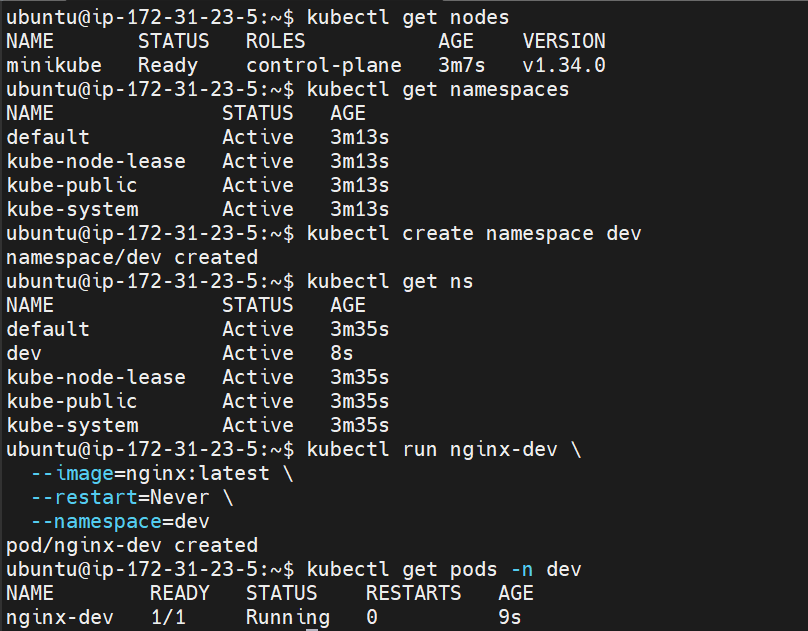 ubuntu@ip-172-31-23-5:~$ kubectl get nodes
NAME       STATUS   ROLES           AGE    VERSION
minikube   Ready    control-plane   3m7s   v1.34.0
ubuntu@ip-172-31-23-5:~$ kubectl get namespaces
NAME              STATUS   AGE
default           Active   3m13s
kube-node-lease   Active   3m13s
kube-public       Active   3m13s
kube-system       Active   3m13s
ubuntu@ip-172-31-23-5:~$ kubectl create namespace dev
namespace/dev created
ubuntu@ip-172-31-23-5:~$ kubectl get ns
NAME              STATUS   AGE
default           Active   3m35s
dev               Active   8s
kube-node-lease   Active   3m35s
kube-public       Active   3m35s
kube-system       Active   3m35s
ubuntu@ip-172-31-23-5:~$ kubectl run nginx-dev \
  --image=nginx:latest \
  --restart=Never \
  --namespace=dev
pod/nginx-dev created
ubuntu@ip-172-31-23-5:~$ kubectl get pods -n dev
NAME        READY   STATUS    RESTARTS   AGE
nginx-dev   1/1     Running   0          9s